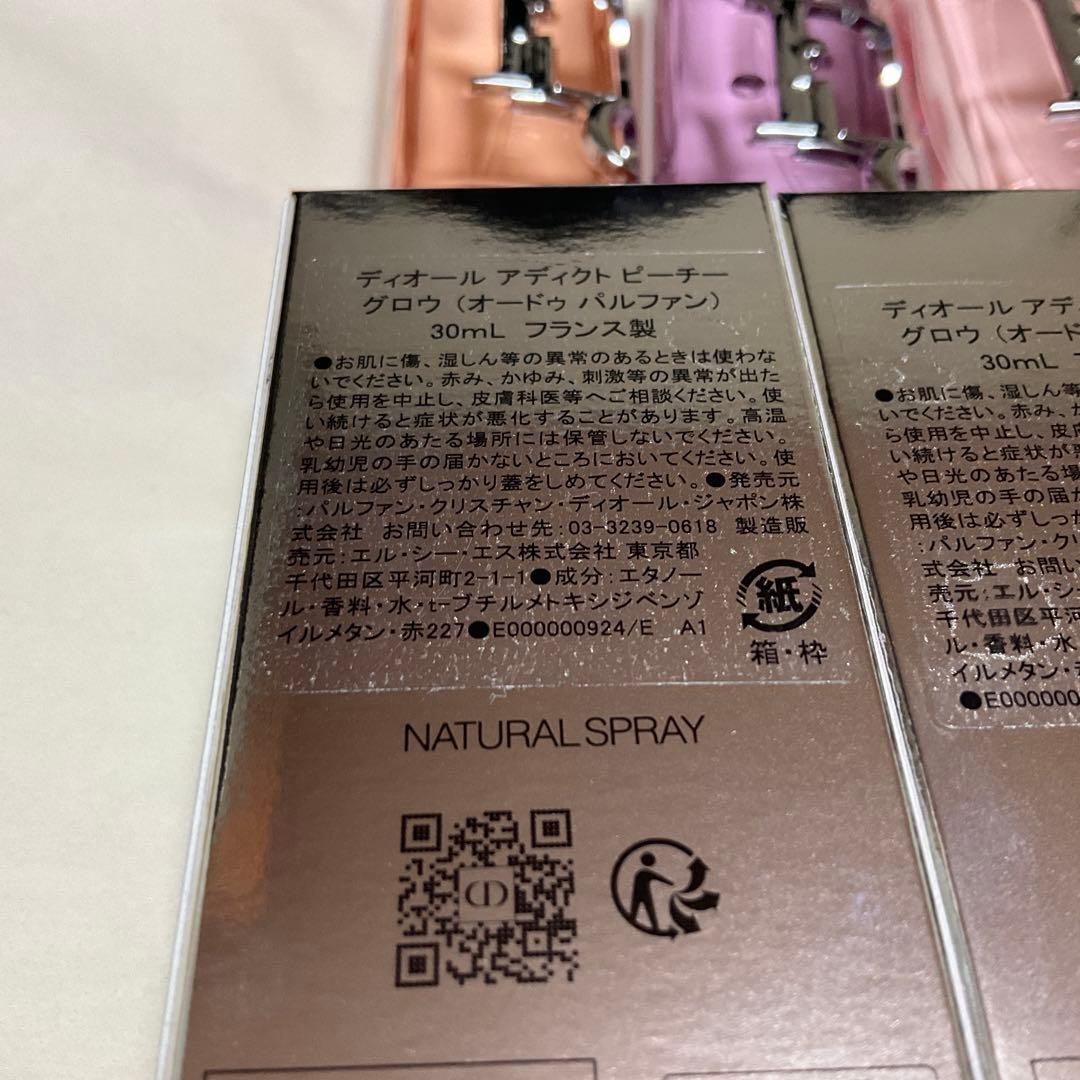 ディオール アディクト ピーチー
グロウ（オードゥ パルファン）
30mL フランス製
●お肌に傷、湿しん等の異常のあるときは使わな
いでください。赤み、かゆみ、刺激等の異常が出た
ら使用を中止し、皮膚科医等へご相談ください。使
い続けると症状が悪化することがあります。高温
や日光のあたる場所には保管しないでください。
乳幼児の手の届かないところにおいてください。使
用後は必ずしっかり蓋をしめてください。●発売元
：パルファン・クリスチャン・ディオール・ジャポン株
式会社 お問い合わせ先：03-3239-0618 製造販
売元：エル・シー・エス株式会社 東京都
千代田区平河町2-1-1●成分：エタノー
ル・香料・水・t-ブチルメトキシジベンゾ
イルメタン・赤227●E000000924/E A1
紙
箱・枠
NATURAL SPRAY
CD
ディオール アデ
グロウ（オード
30mL
●お肌に傷、湿しん等
いでください。赤み、か
ら使用を中止し、皮膚
い続けると症状が悪
や日光のあたる場所
乳幼児の手の届かな
用後は必ずしっか
：パルファン・クリ
式会社 お問い
売元：エル・シ
千代田区平河
ル・香料・水
イルメタン・
●E000000